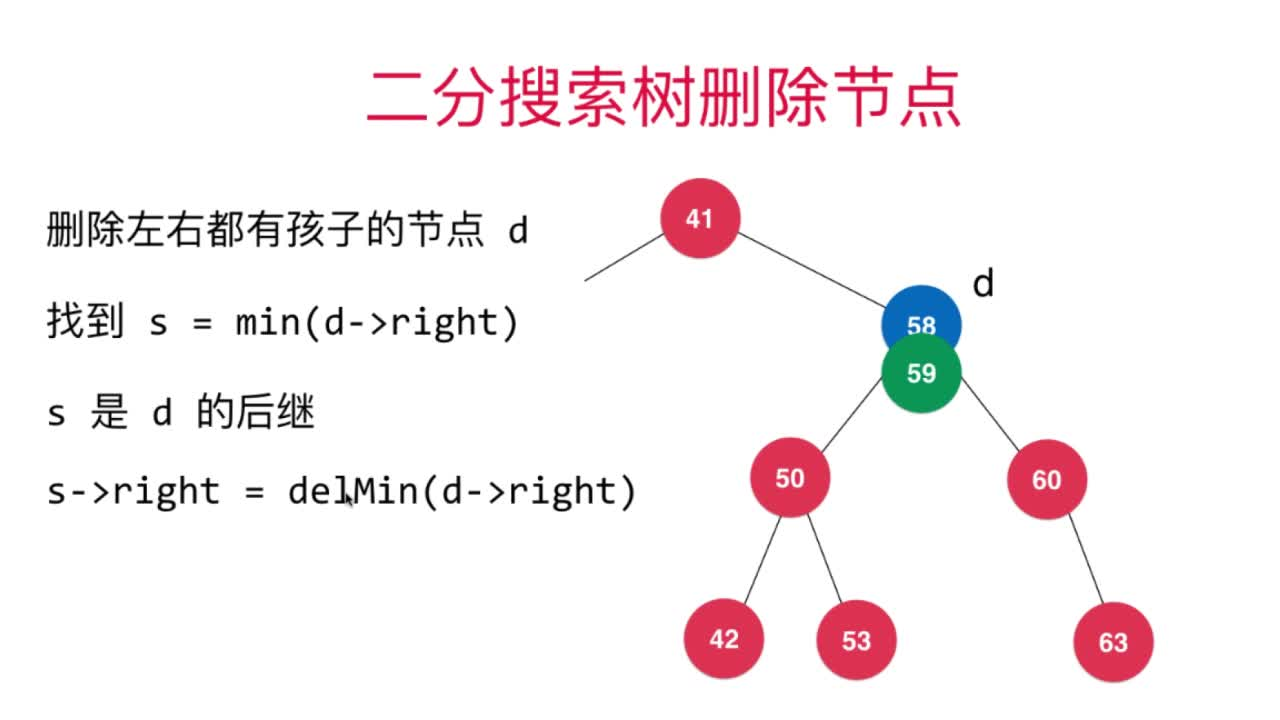 二分搜索树删除节点
删除左右都有孩子的节点 d
找到 s = min(d->right)
s 是 d 的后继
s->right = delMin(d->right)
41
d
58
59
50
60
42
53
63